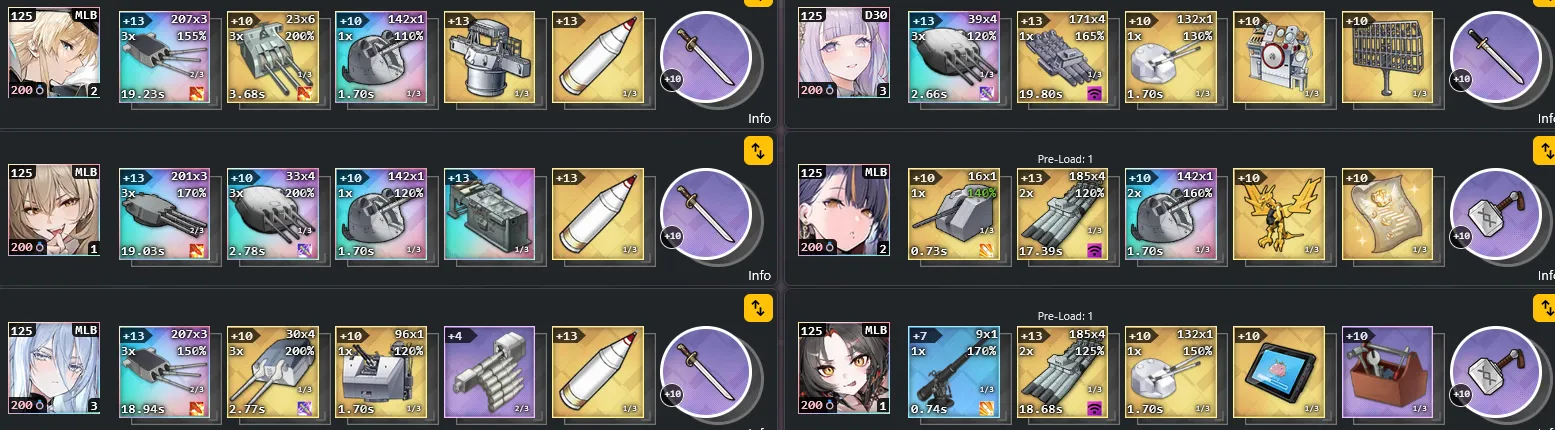 125 MLB
200 2
+13 207x3
3x 155%
2/3
19.23s
+10 23x6
3x 200%
1/3
3.68s
+10 142x1
1x 110%
1/3
1.70s
+13
1/3
+13
1/3
+10
Info
125 D30
200 3
+13 39x4
3x 120%
1/3
2.66s
+13 171x4
1x 165%
1/3
19.80s
+10 132x1
1x 130%
1/3
1.70s
+10
1/3
+10
1/3
+10
Info
125 MLB
200 1
+13 201x3
3x 170%
2/3
19.03s
+10 33x4
3x 200%
1/3
2.78s
+10 142x1
1x 120%
1/3
1.70s
+13
1/3
+13
1/3
+10
Info
Pre-Load: 1
125 MLB
200 2
+10 16x1
1x 140%
1/3
0.73s
+13 185x4
2x 120%
1/3
17.39s
+10 142x1
2x 160%
1/3
1.70s
+10
1/3
+10
1/3
+10
Info
125 MLB
200 3
+13 207x3
3x 150%
2/3
18.94s
+10 30x4
3x 200%
1/3
2.77s
+10 96x1
1x 120%
1/3
1.70s
+4
2/3
+13
1/3
+10
Pre-Load: 1
125 MLB
200 1
+7 9x1
1x 170%
1/3
0.74s
+13 185x4
2x 125%
1/3
18.68s
+10 132x1
1x 150%
1/3
1.70s
+10
1/3
+10
1/3
+10